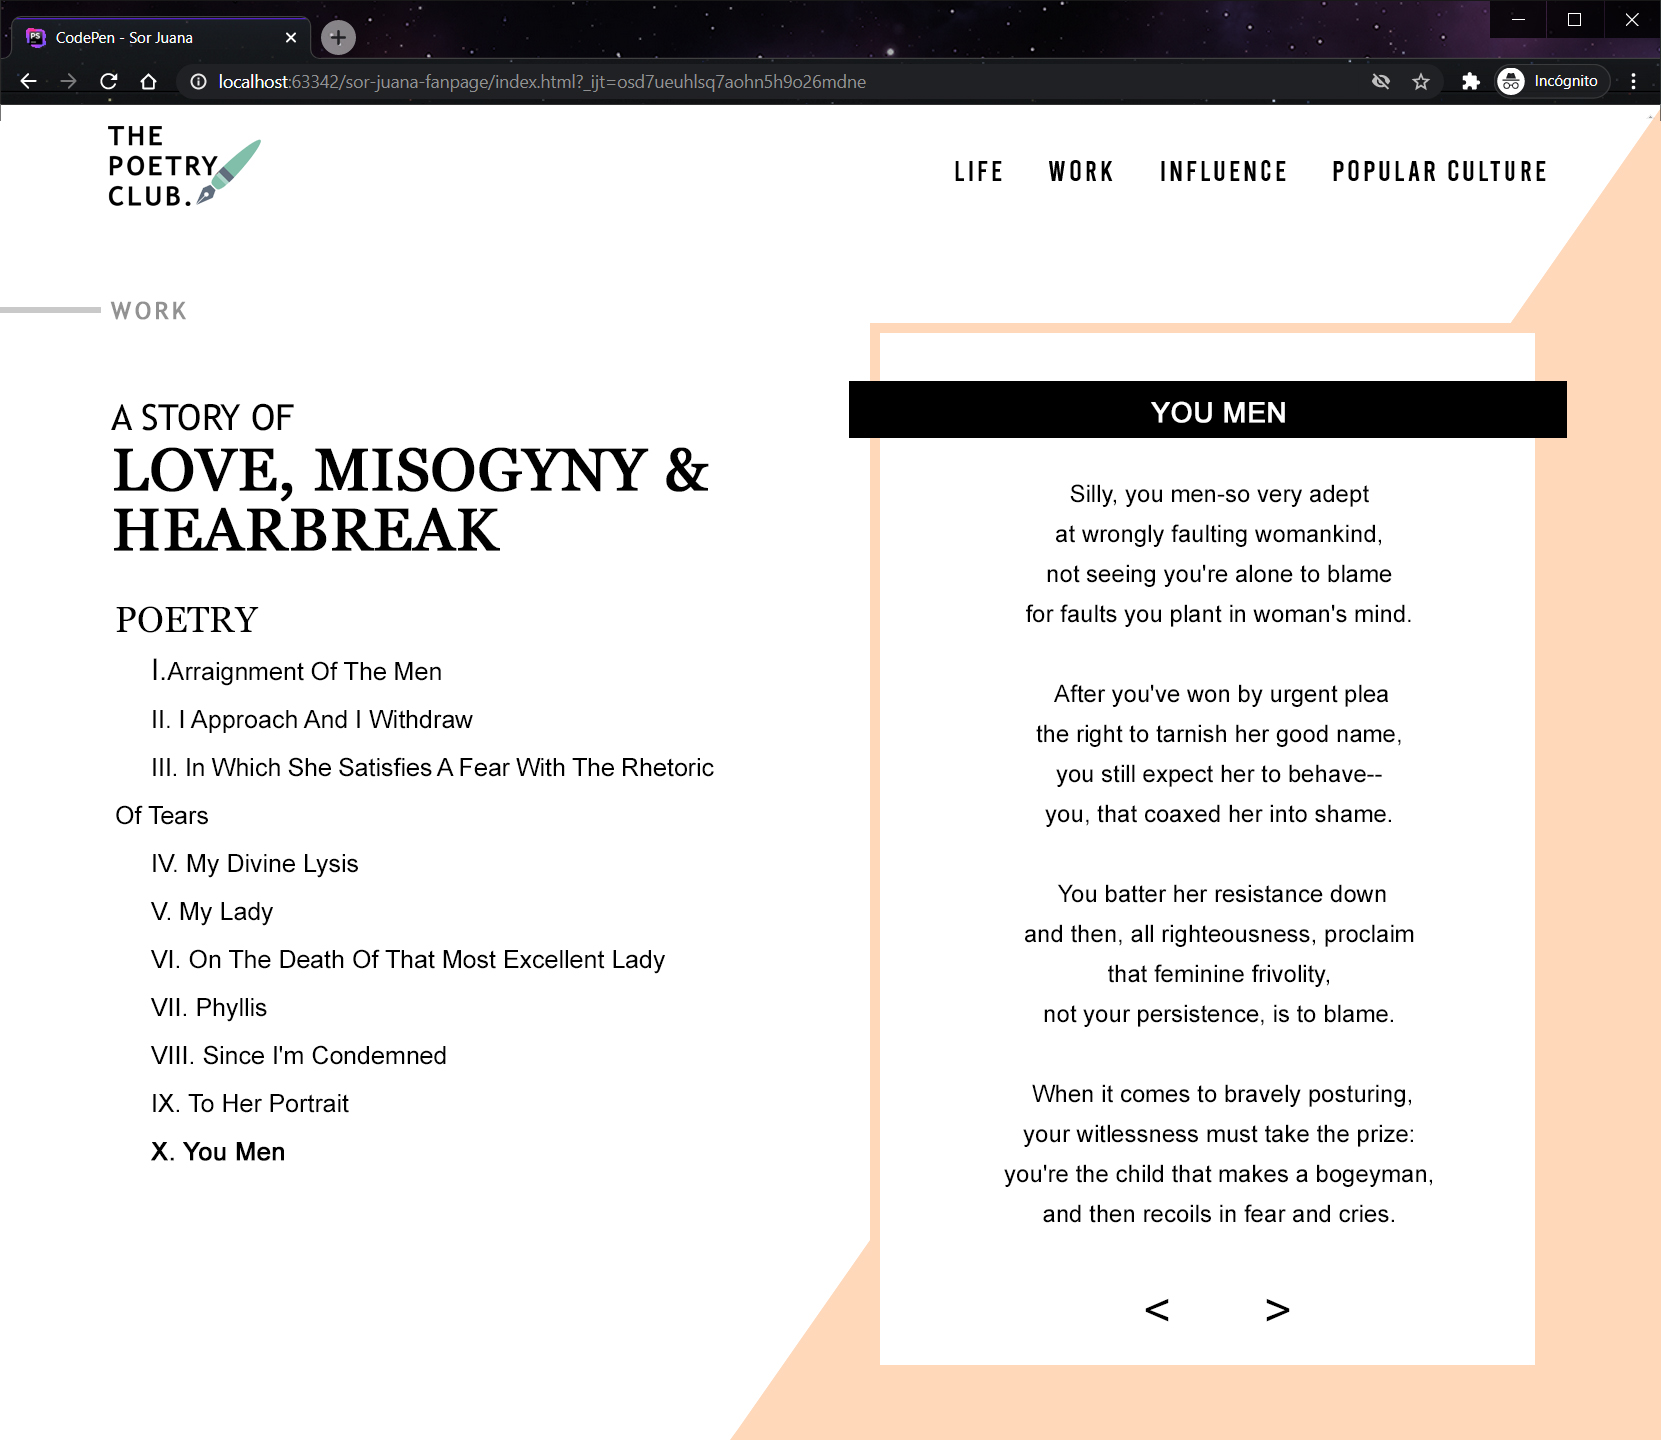 CodePen - Sor Juana
localhost:63342/sor-juana-fanpage/index.html?_ijt=osd7ueuhlsq7aohn5h9o26mdne
Incógnito
THE
POETRY
CLUB.
LIFE WORK INFLUENCE POPULAR CULTURE
WORK
A STORY OF
LOVE, MISOGYNY &
HEARBREAK
POETRY
I.Arraignment Of The Men
II. I Approach And I Withdraw
III. In Which She Satisfies A Fear With The Rhetoric
Of Tears
IV. My Divine Lysis
V. My Lady
VI. On The Death Of That Most Excellent Lady
VII. Phyllis
VIII. Since I'm Condemned
IX. To Her Portrait
X. You Men
YOU MEN
Silly, you men-so very adept
at wrongly faulting womankind,
not seeing you're alone to blame
for faults you plant in woman's mind.
After you've won by urgent plea
the right to tarnish her good name,
you still expect her to behave--
you, that coaxed her into shame.
You batter her resistance down
and then, all righteousness, proclaim
that feminine frivolity,
not your persistence, is to blame.
When it comes to bravely posturing,
your witlessness must take the prize:
you're the child that makes a bogeyman,
and then recoils in fear and cries.
< >